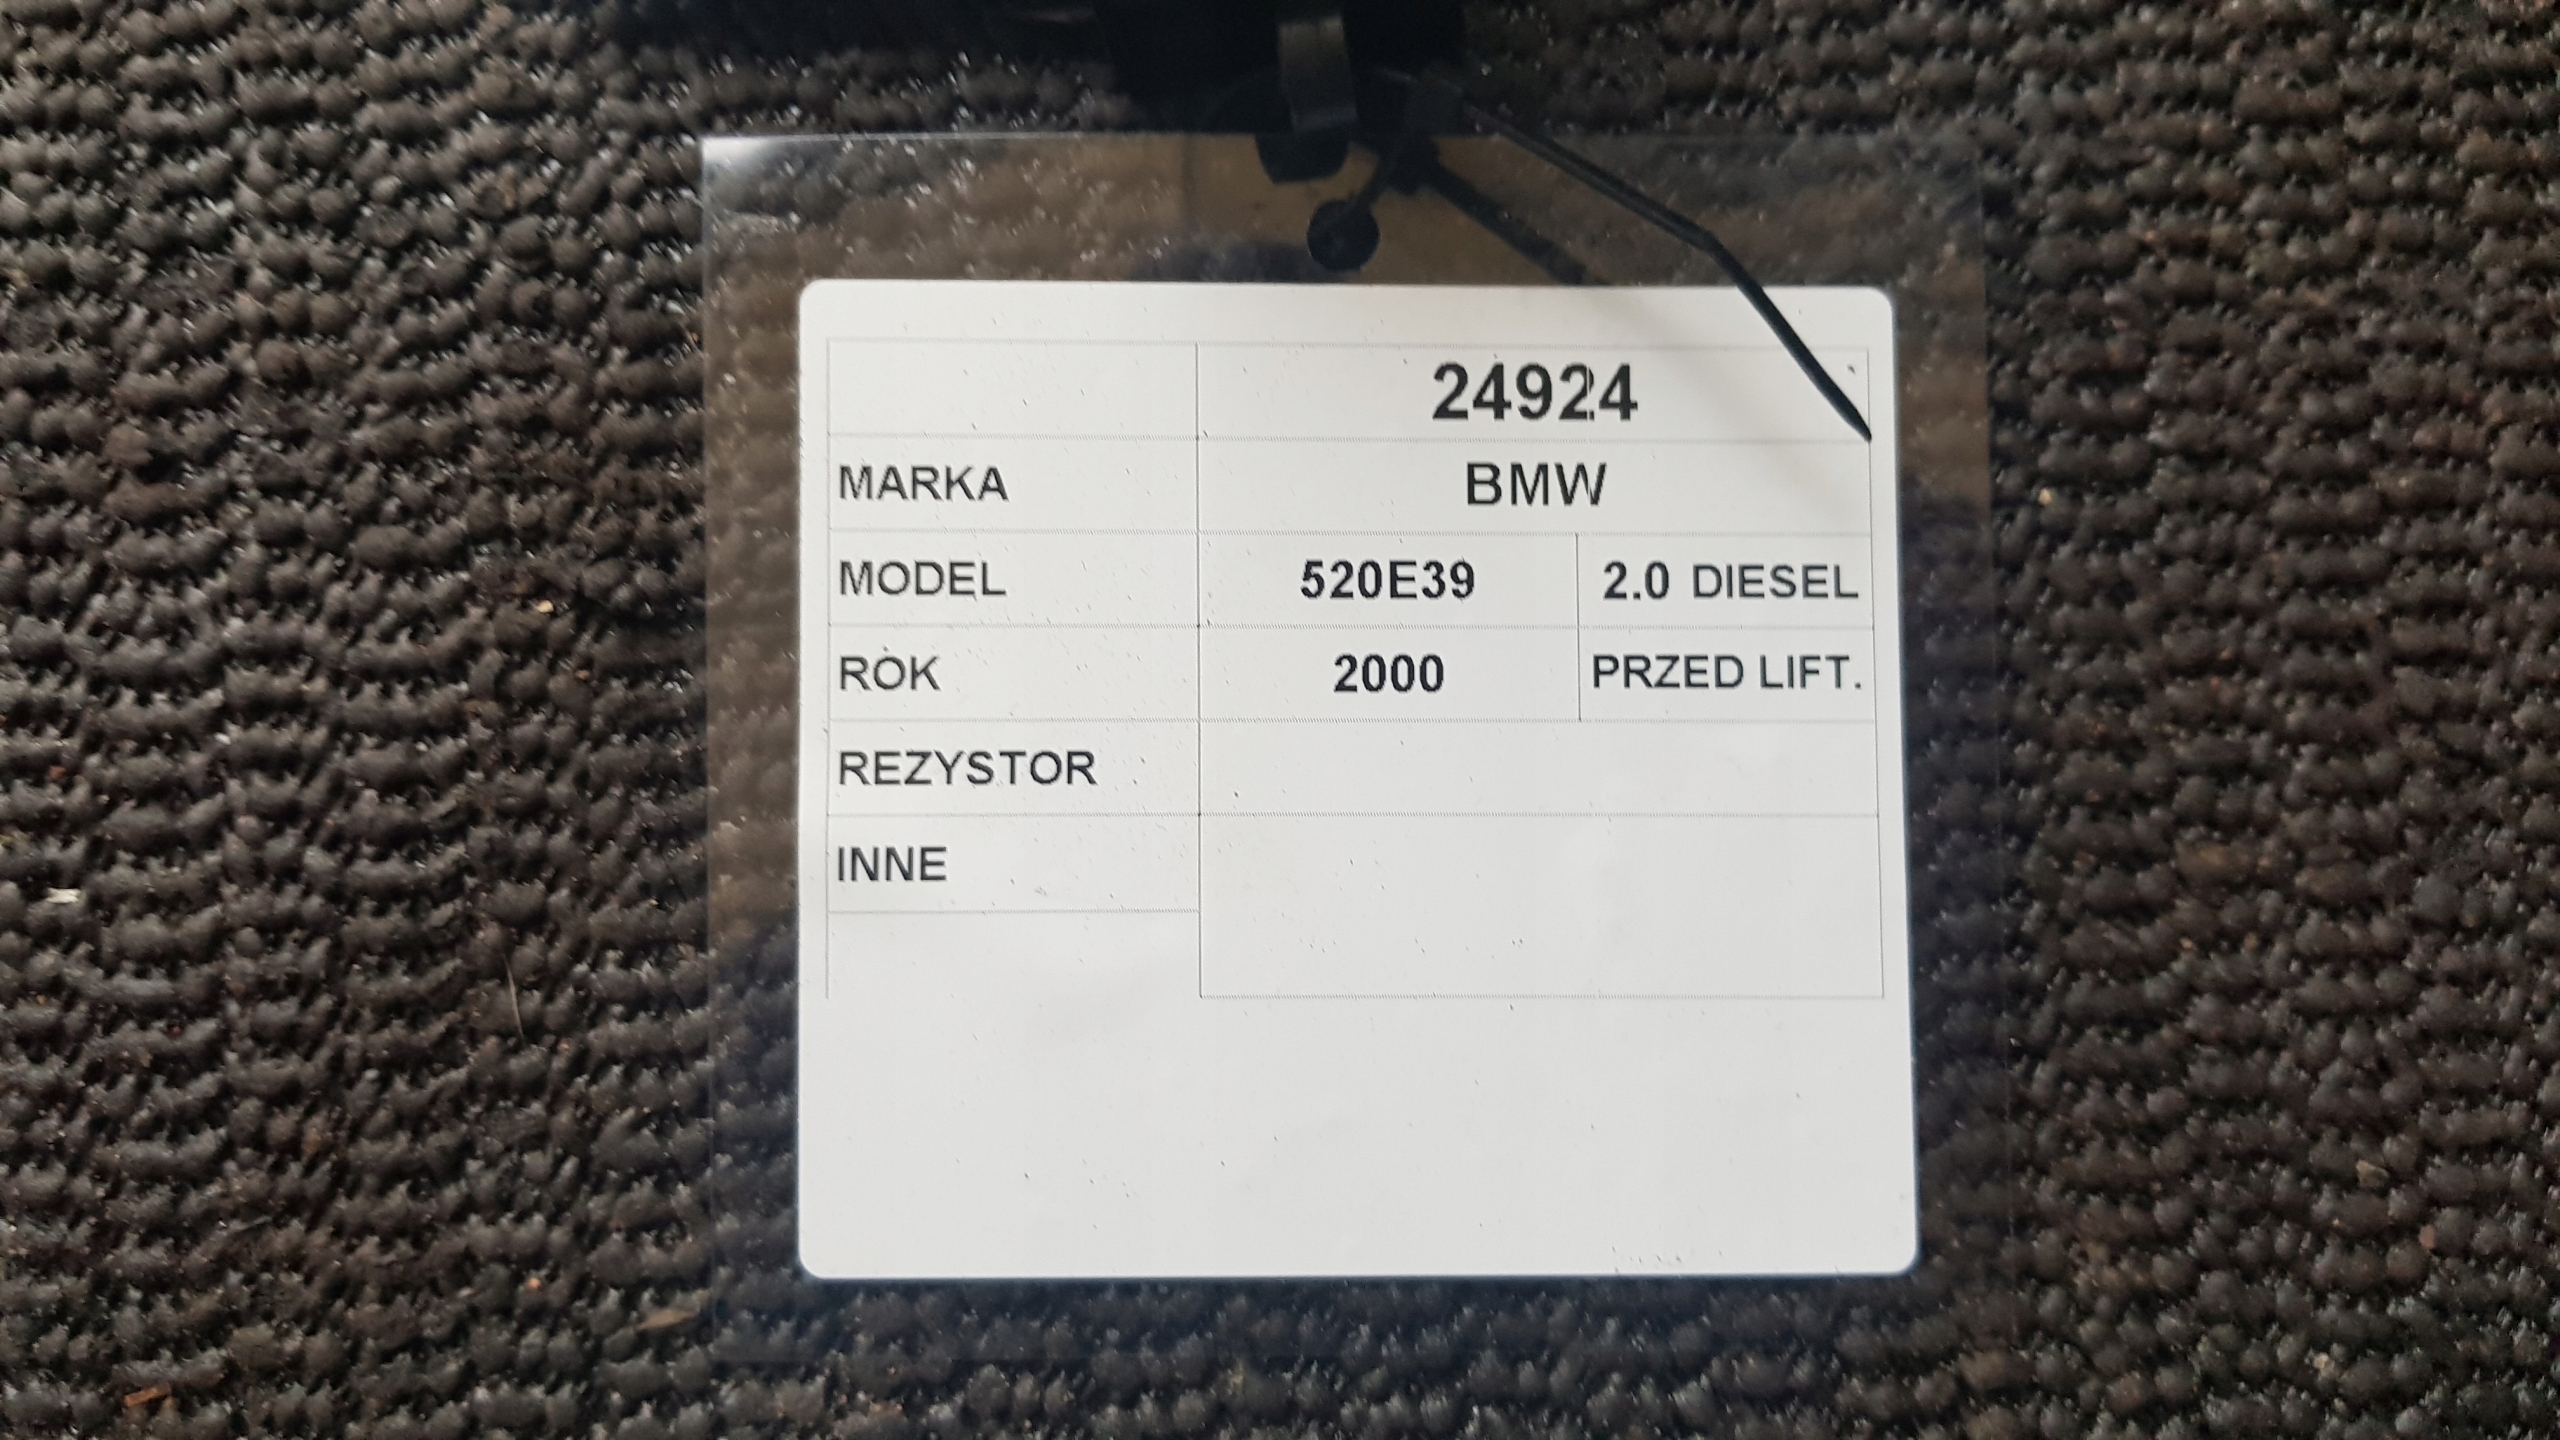 24924
MARKA BMW
MODEL 520E39 2.0 DIESEL
ROK 2000 PRZED LIFT.
REZYSTOR
INNE